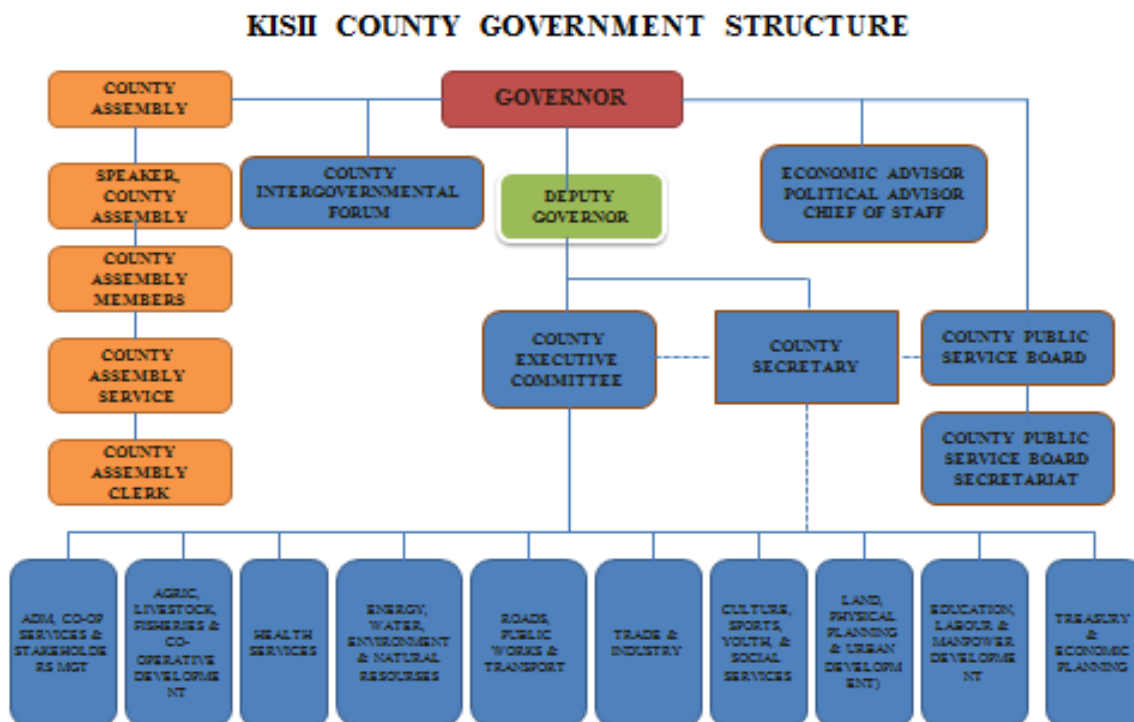 KISII COUNTY GOVERNMENT STRUCTURE
COUNTY
ASSEMBLY
GOVERNOR
SPEAKER,
COUNTY
ASSEMBLY
COUNTY
INTERGOVERNMENTAL
FORUM
DEPUTY
GOVERNOR
ECONOMIC ADVISOR
POLITICAL ADVISOR
CHIEF OF STAFF
COUNTY
ASSEMBLY
MEMBERS
COUNTY
ASSEMBLY
SERVICE
COUNTY
EXECUTIVE
COMMITTEE
COUNTY
SECRETARY
COUNTY PUBLIC
SERVICE BOARD
COUNTY
ASSEMBLY
CLERK
COUNTY PUBLIC
SERVICE BOARD
SECRETARIAT
ADM, CO-OP
SERVICES &
STAKEHOLDE
RS MGT
AGRIC,
LIVESTOCK,
FISHERIES &
CO-
OPERATIVE
DEVELOPME
NT
HEALTH
SERVICES
ENERGY,
WATER,
ENVIRONMENT
& NATURAL
RESOURSES
ROADS,
PUBLIC
WORKS &
TRANSPORT
TRADE &
INDUSTRY
CULTURE,
SPORTS,
YOUTH, &
SOCIAL
SERVICES
LAND,
PHYSICAL
PLANNING
& URBAN
DEVELOPM
ENT)
EDUCATION,
LABOUR &
MANPOWER
DEVELOPME
NT
TREASURY
&
ECONOMIC
PLANNING